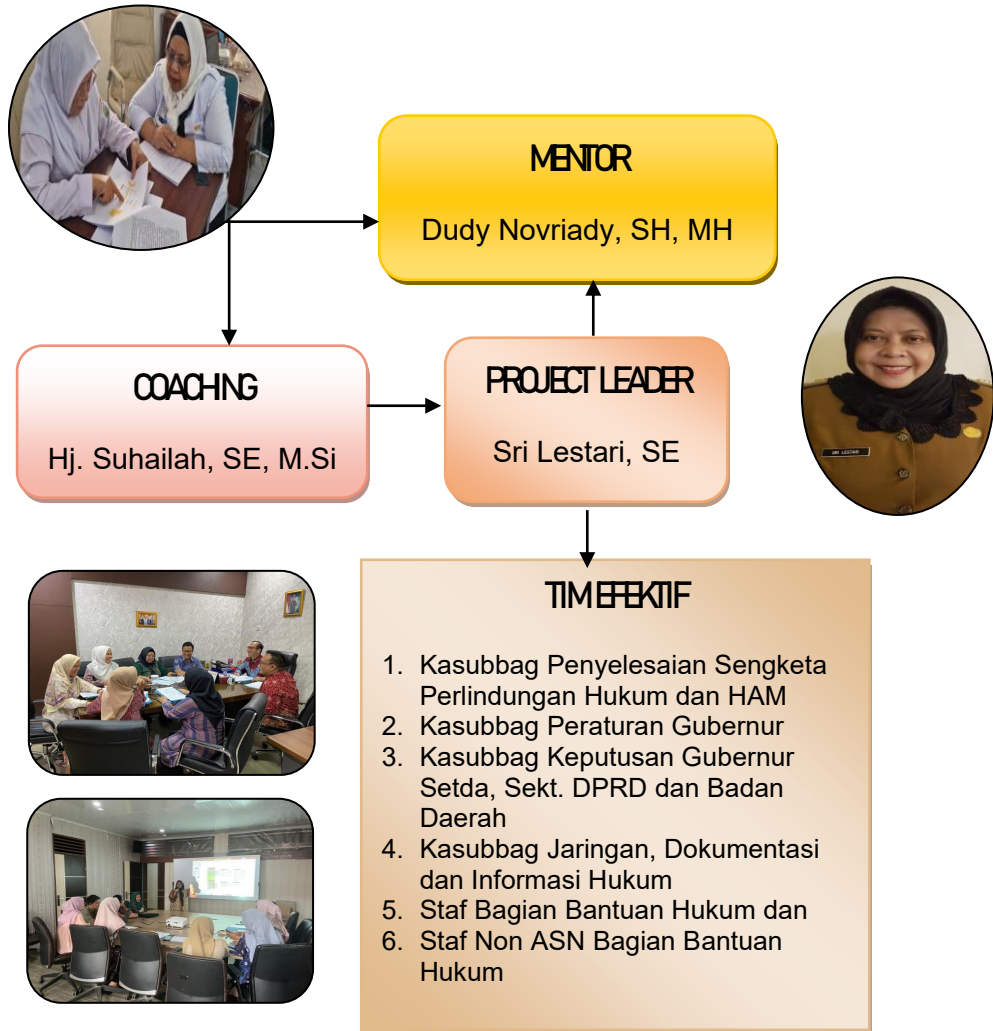 MENTOR
Dudy Novriady, SH, MH
COACHING
Hj. Suhailah, SE, M.Si
PROJECT LEADER
Sri Lestari, SE
SRI LESTARI
TIM EFEKTIF
1. Kasubbag Penyelesaian Sengketa
Perlindungan Hukum dan HAM
2. Kasubbag Peraturan Gubernur
3. Kasubbag Keputusan Gubernur
Setda, Sekt. DPRD dan Badan
Daerah
4. Kasubbag Jaringan, Dokumentasi
dan Informasi Hukum
5. Staf Bagian Bantuan Hukum dan
6. Staf Non ASN Bagian Bantuan
Hukum